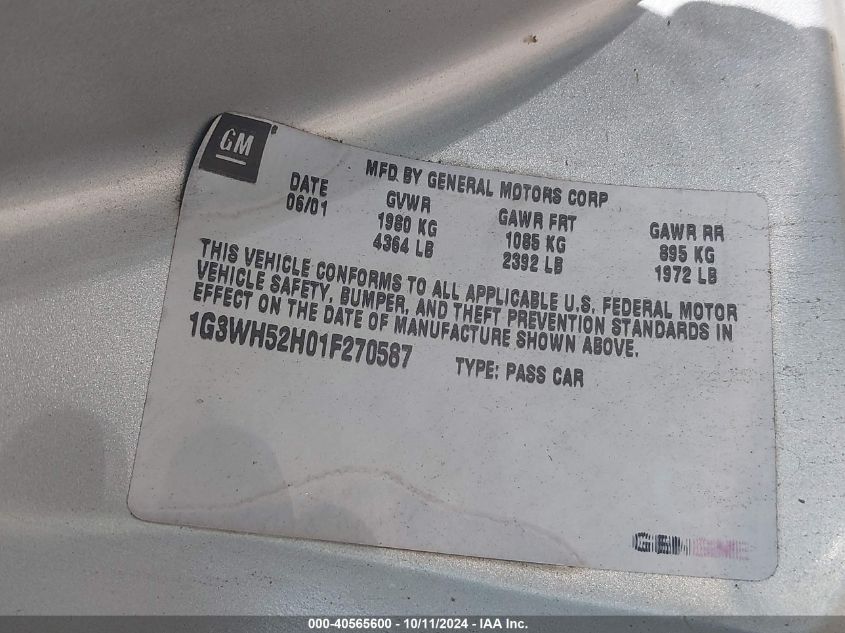 GM
MFD BY GENERAL MOTORS CORP
DATE GVWR GAWR FRT GAWR RR
06/01 1980 KG 1085 KG 895 KG
4364 LB 2392 LB 1972 LB
THIS VEHICLE CONFORMS TO ALL APPLICABLE U.S. FEDERAL MOTOR
VEHICLE SAFETY, BUMPER, AND THEFT PREVENTION STANDARDS IN
EFFECT ON THE DATE OF MANUFACTURE SHOWN ABOVE.
1G3WH52H01F270587 TYPE: PASS CAR
000-40565600 - 10/11/2024 - IAA Inc.